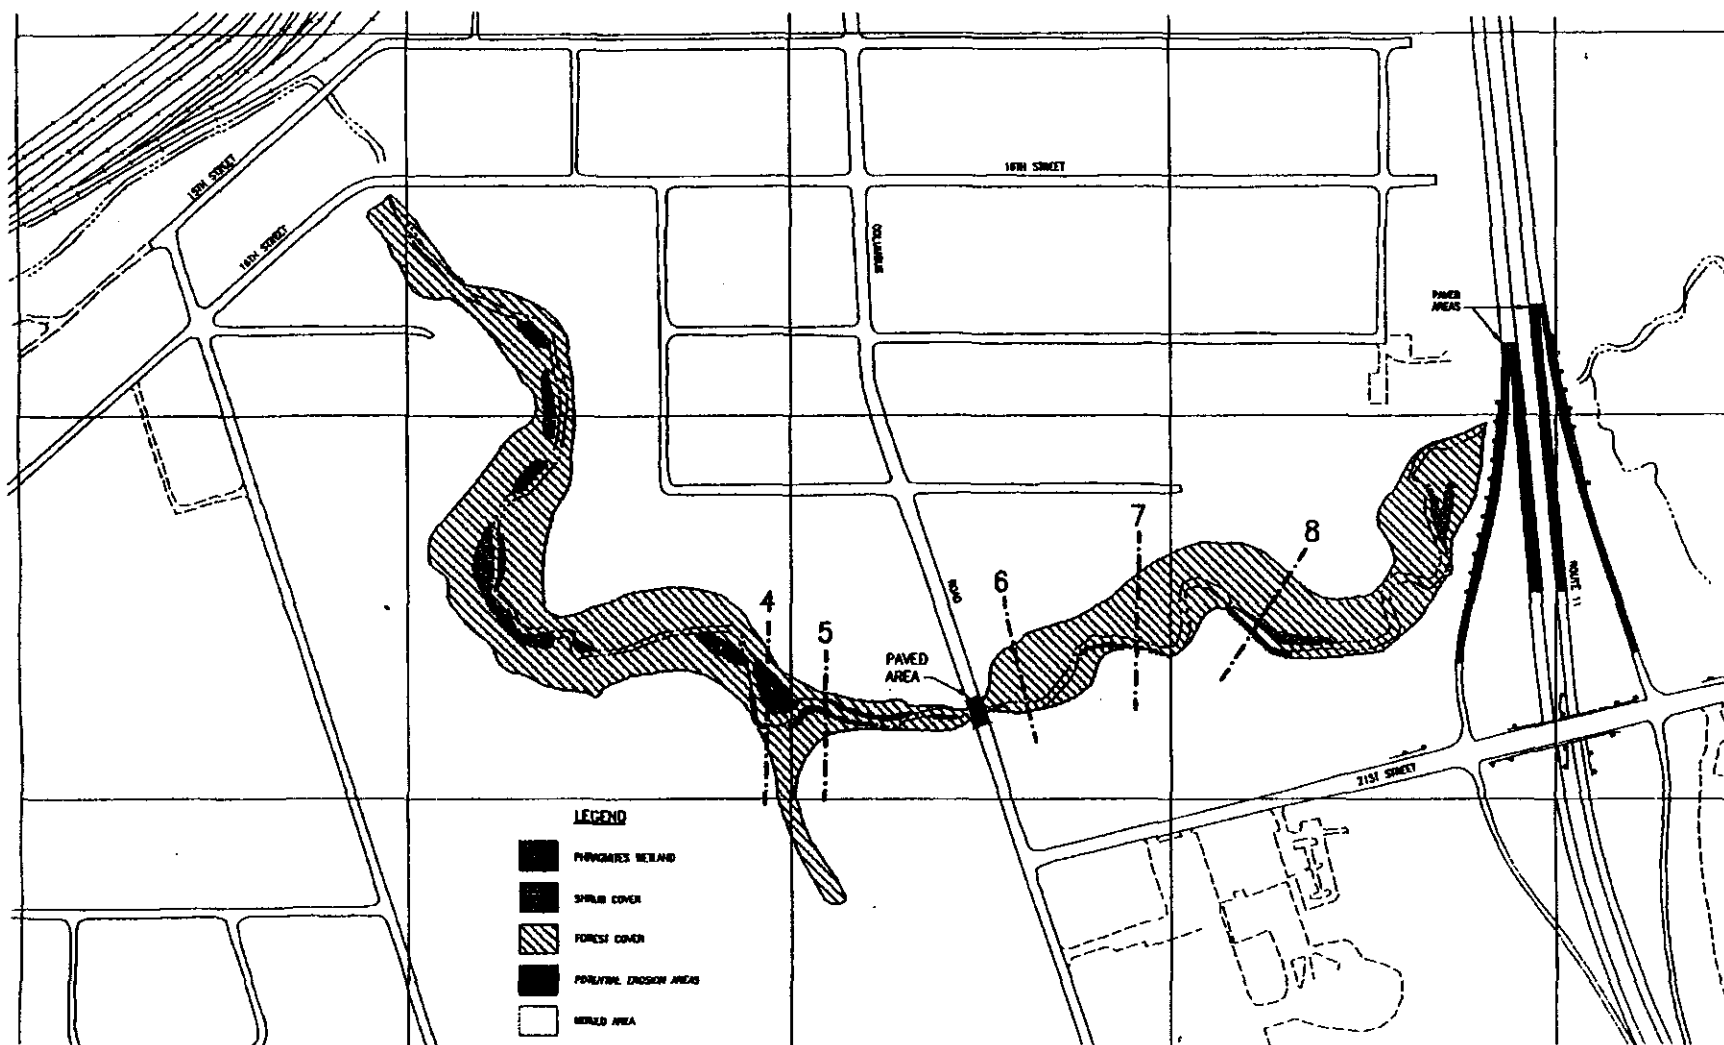 15TH STREET
16TH STREET
18TH STREET
COLUMBUS
ROAD
PAVED
AREAS
ROUTE 11
4
5
6
7
8
PAVED
AREA
21ST STREET
LEGEND
PHRAGMITES WETLAND
SHRUB COVER
FOREST COVER
POTENTIAL EROSION AREAS
AREA